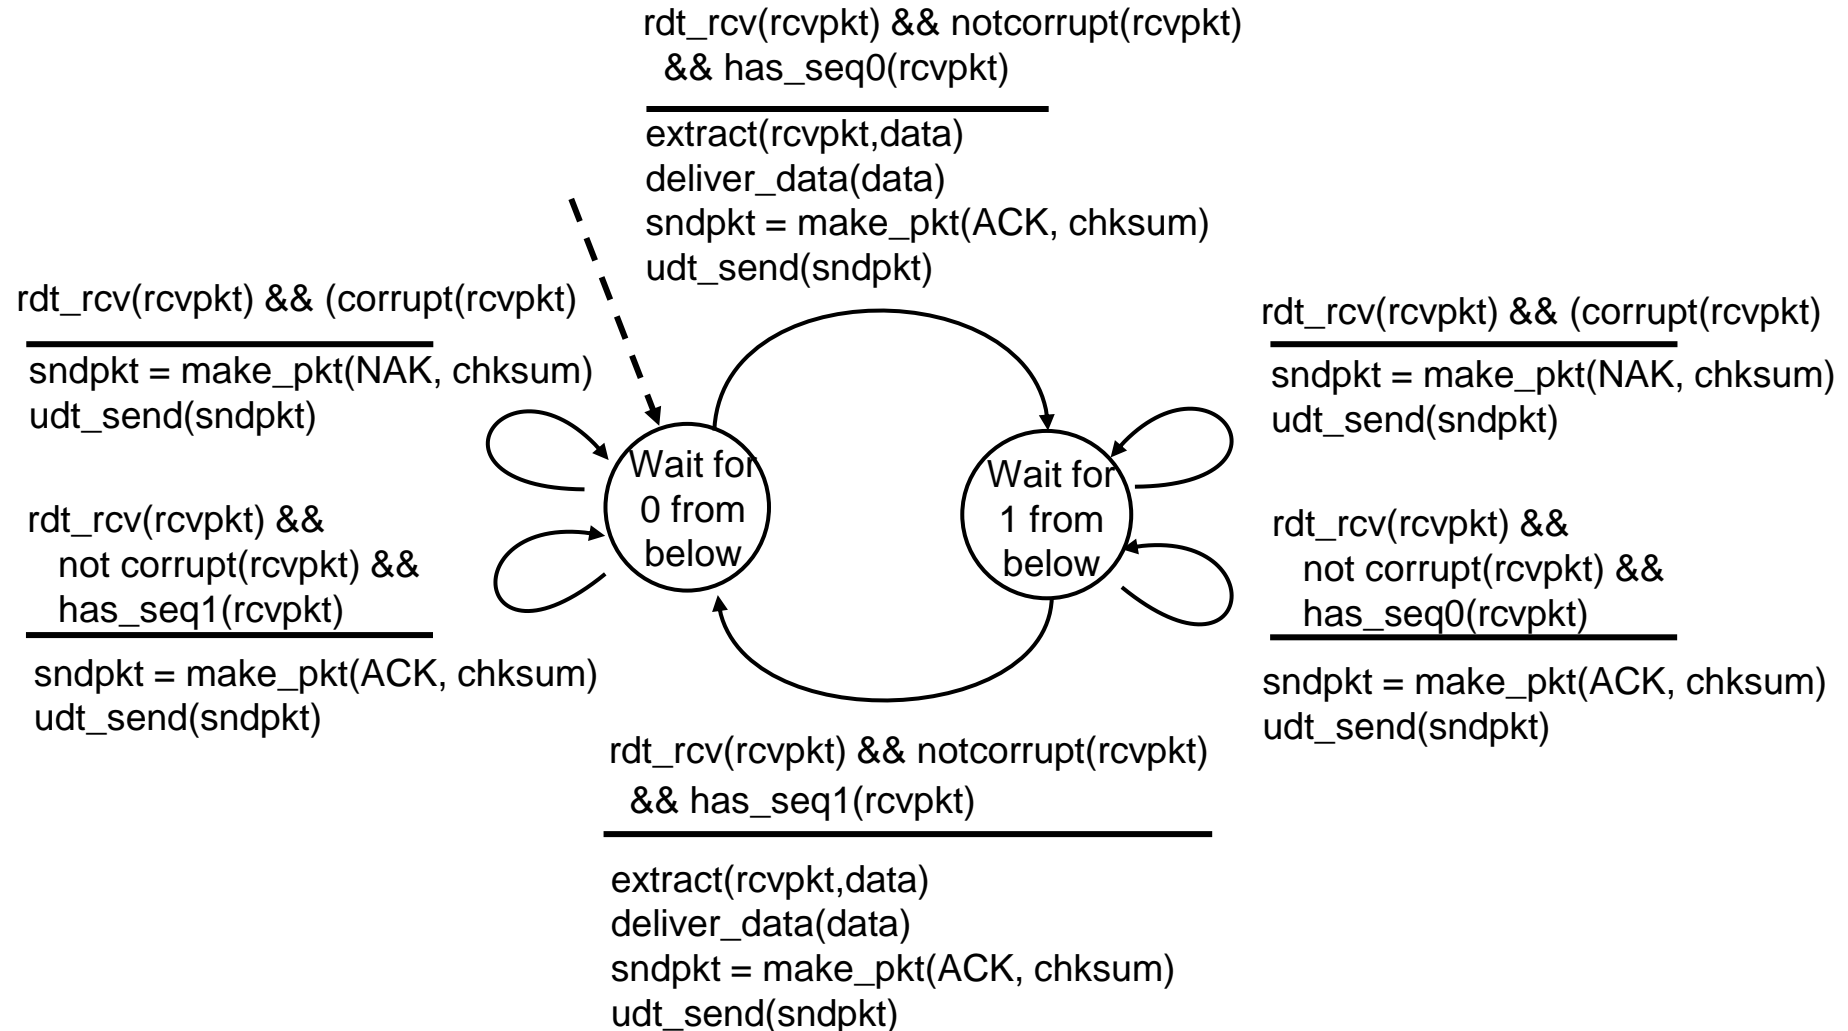 rdt_rcv(rcvpkt) && notcorrupt(rcvpkt)
&& has_seq0(rcvpkt)
extract(rcvpkt,data)
deliver_data(data)
sndpkt = make_pkt(ACK, chksum)
udt_send(sndpkt)
rdt_rcv(rcvpkt) && (corrupt(rcvpkt)
sndpkt = make_pkt(NAK, chksum)
udt_send(sndpkt)
rdt_rcv(rcvpkt) &&
not corrupt(rcvpkt) &&
has_seq1(rcvpkt)
sndpkt = make_pkt(ACK, chksum)
udt_send(sndpkt)
Wait for
0 from
below
Wait for
1 from
below
rdt_rcv(rcvpkt) && (corrupt(rcvpkt)
sndpkt = make_pkt(NAK, chksum)
udt_send(sndpkt)
rdt_rcv(rcvpkt) &&
not corrupt(rcvpkt) &&
has_seq0(rcvpkt)
sndpkt = make_pkt(ACK, chksum)
udt_send(sndpkt)
rdt_rcv(rcvpkt) && notcorrupt(rcvpkt)
&& has_seq1(rcvpkt)
extract(rcvpkt,data)
deliver_data(data)
sndpkt = make_pkt(ACK, chksum)
udt_send(sndpkt)